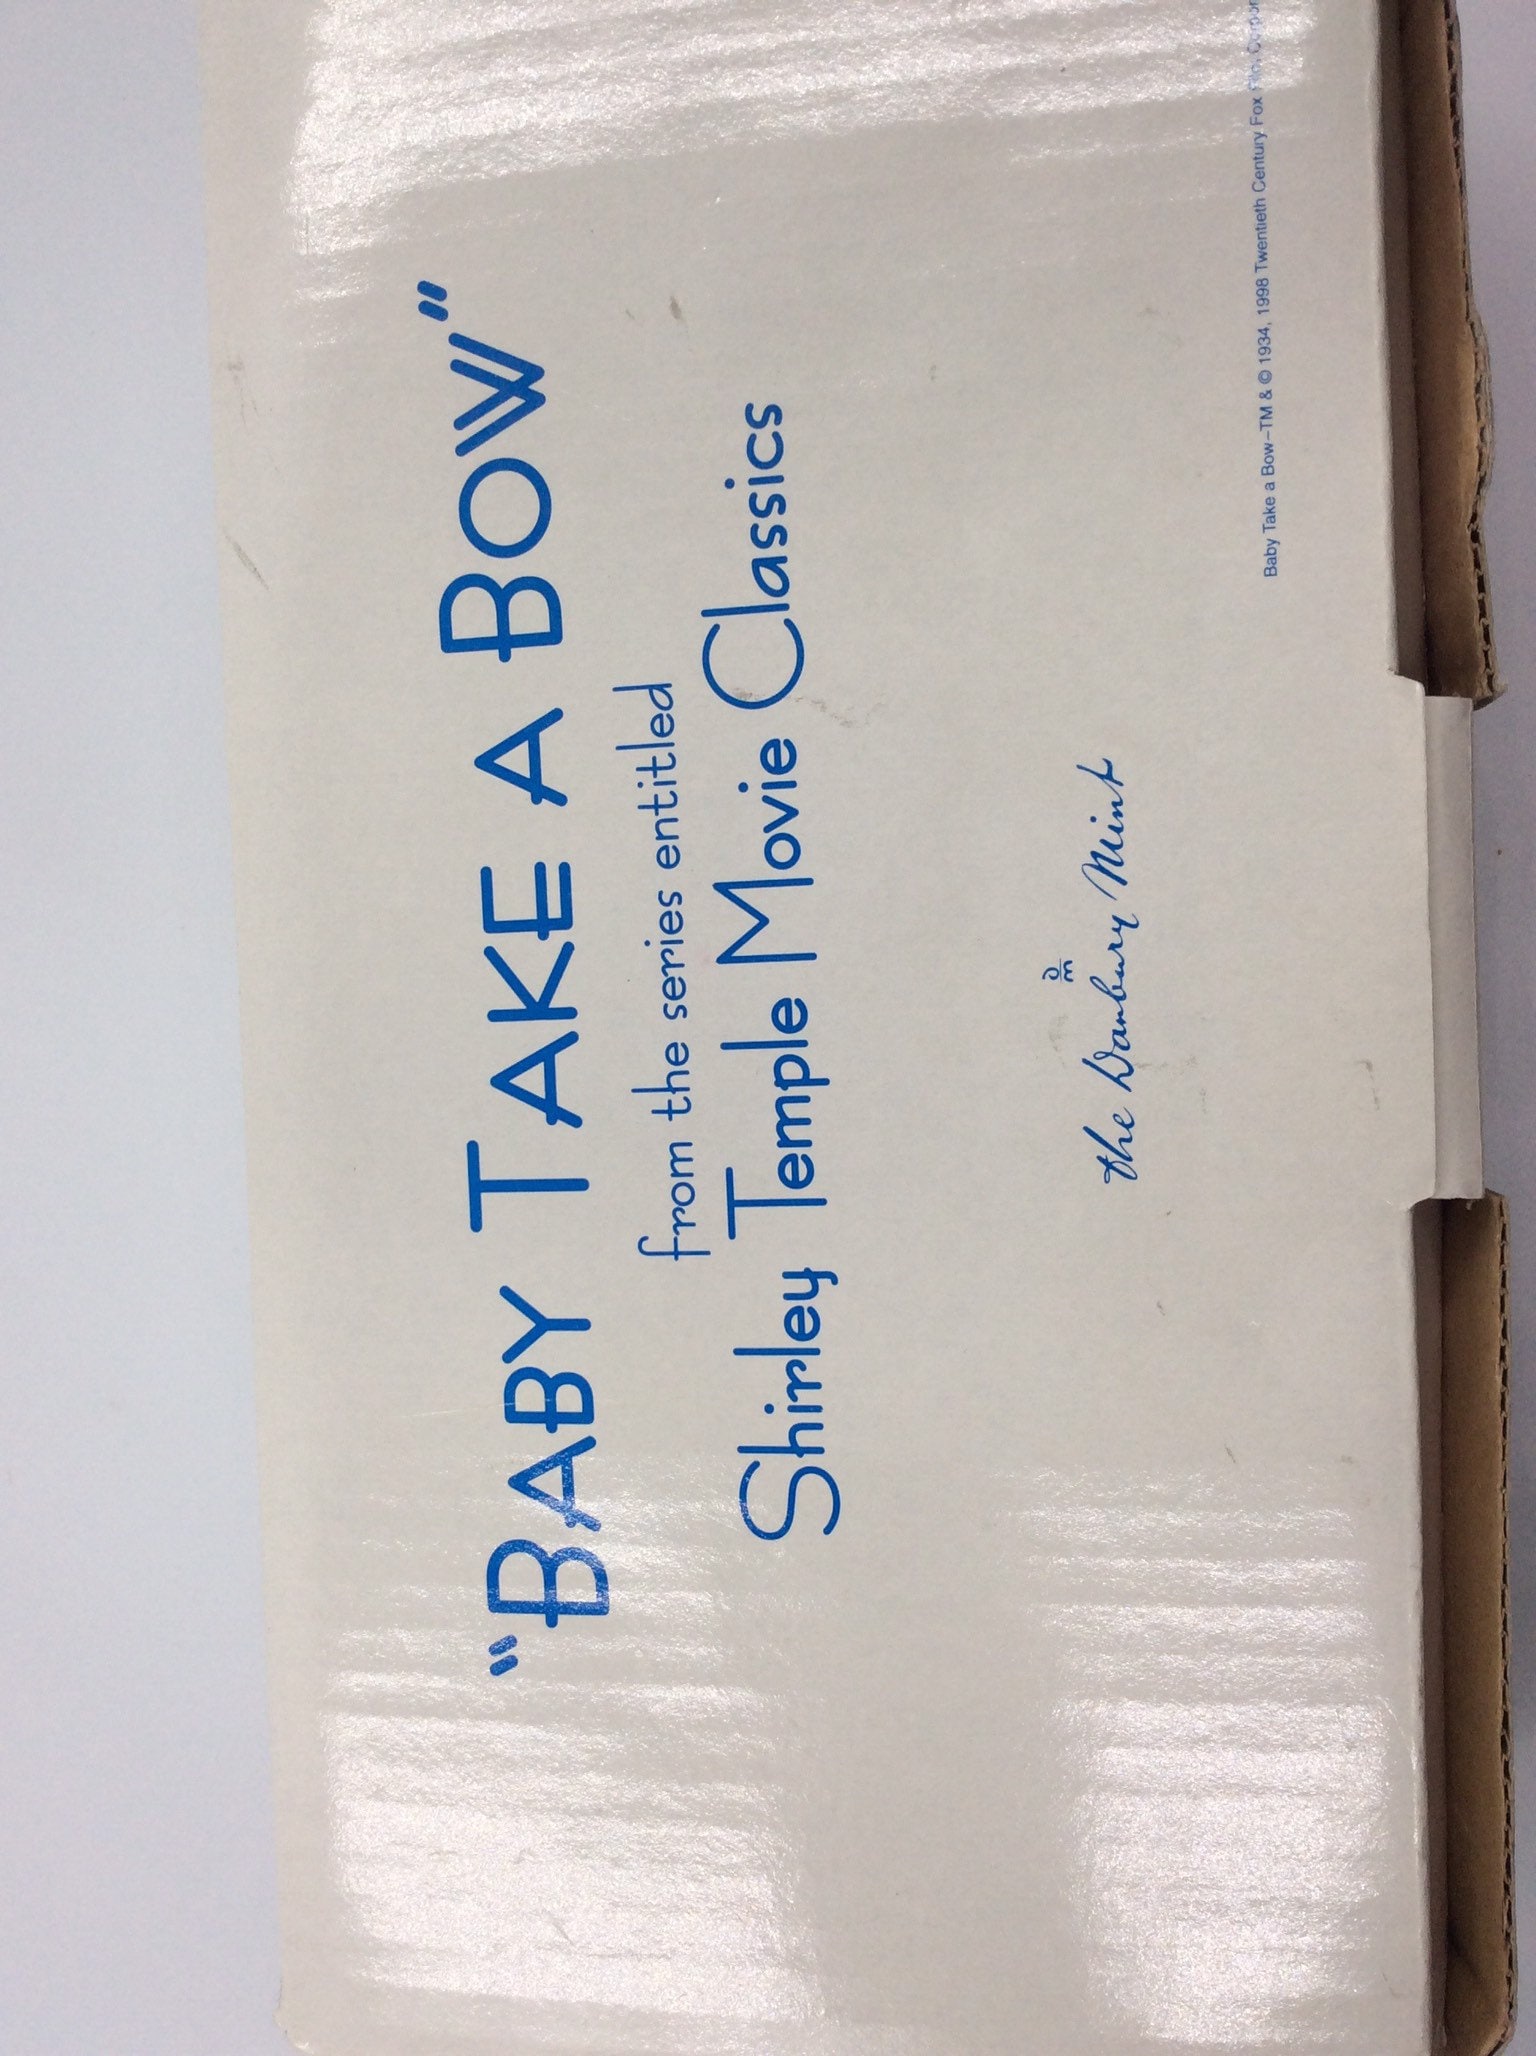 "BABY TAKE A BOW"
from the series entitled
Shirley Temple Movie Classics
dm
The Danbury Mint
Baby Take a Bow–TM & © 1934, 1998 Twentieth Century Fox Film